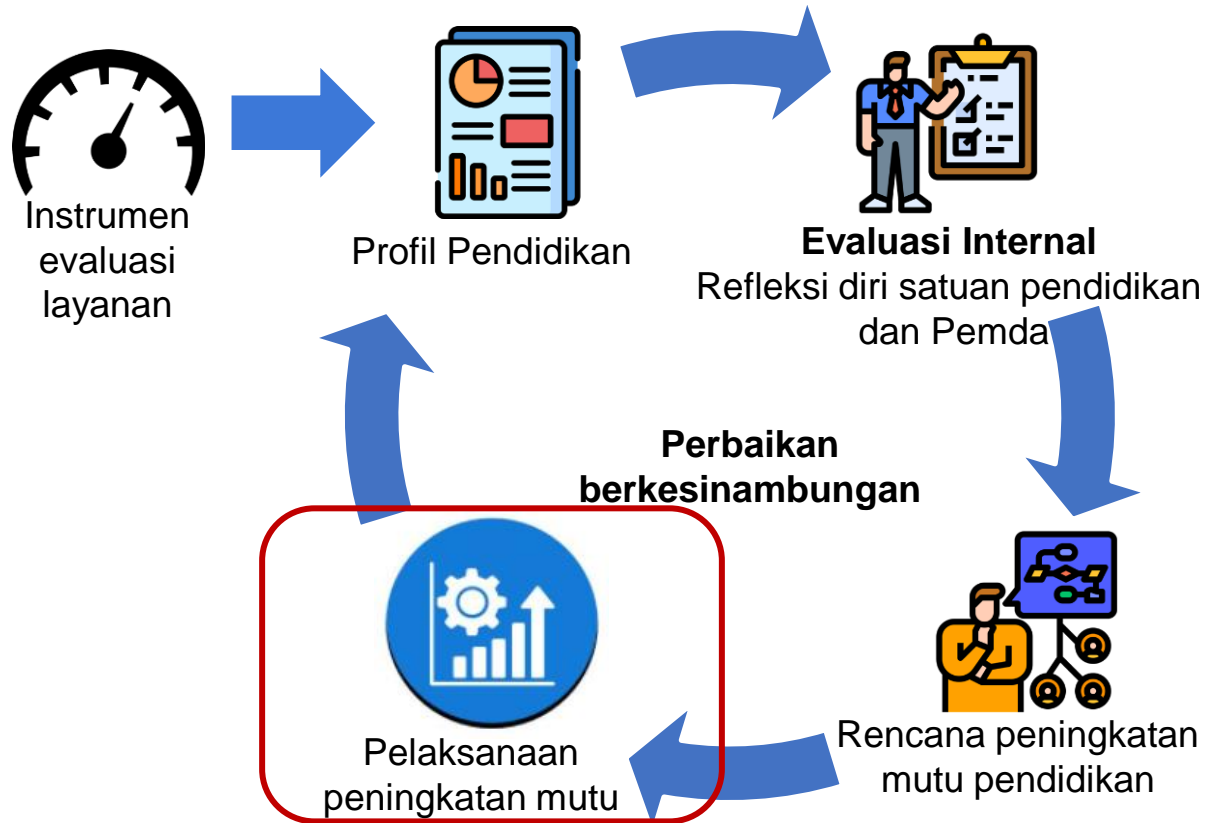 Instrumen
evaluasi
layanan
Profil Pendidikan
Evaluasi Internal
Refleksi diri satuan pendidikan
dan Pemda
Perbaikan
berkesinambungan
Rencana peningkatan
mutu pendidikan
Pelaksanaan
peningkatan mutu